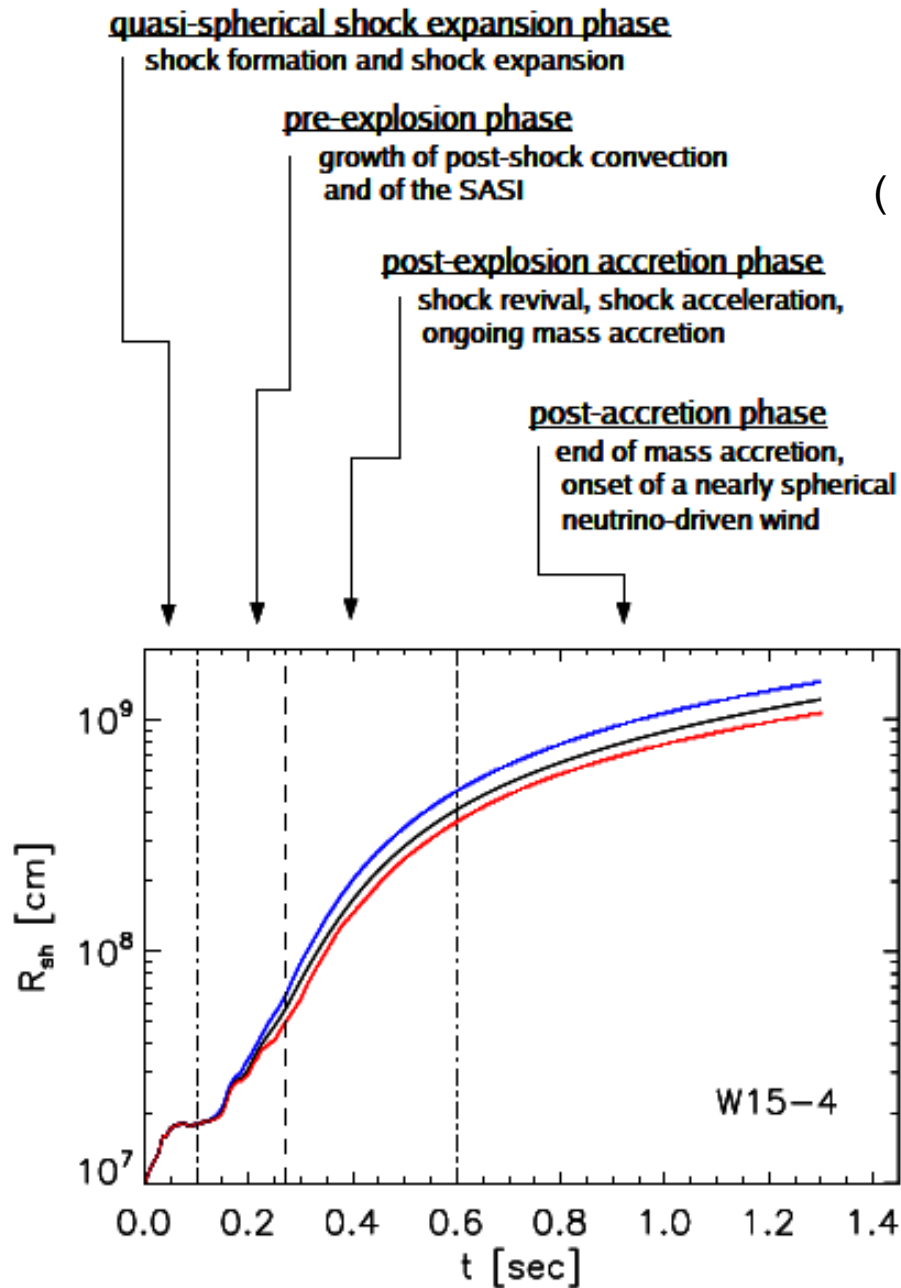 quasi-spherical shock expansion phase
shock formation and shock expansion
pre-explosion phase
growth of post-shock convection
and of the SASI
(
post-explosion accretion phase
shock revival, shock acceleration,
ongoing mass accretion
post-accretion phase
end of mass accretion,
onset of a nearly spherical
neutrino-driven wind
10⁹
10⁸
10⁷
R_sh [cm]
W15-4
0.0 0.2 0.4 0.6 0.8 1.0 1.2 1.4
t [sec]